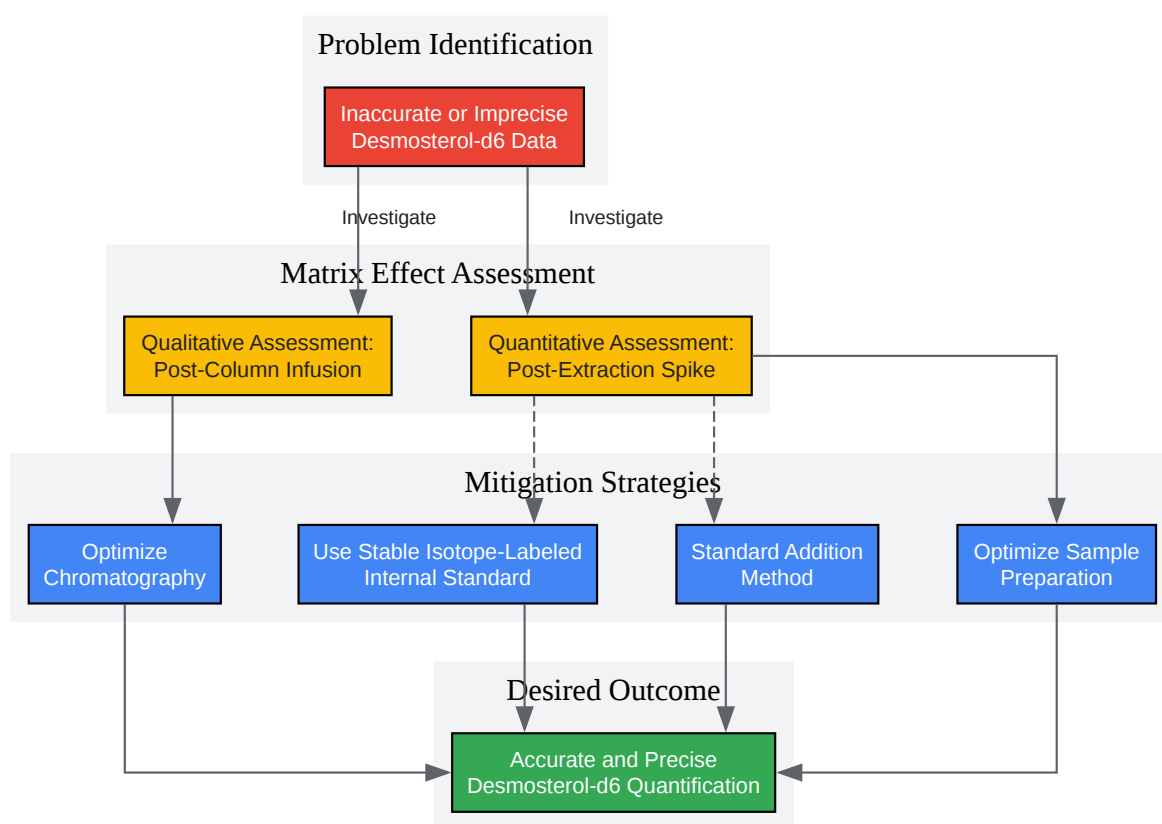 Problem Identification
Inaccurate or Imprecise
Desmosterol-d6 Data
Investigate
Investigate
Matrix Effect Assessment
Qualitative Assessment:
Post-Column Infusion
Quantitative Assessment:
Post-Extraction Spike
Mitigation Strategies
Optimize
Chromatography
Use Stable Isotope-Labeled
Internal Standard
Standard Addition
Method
Optimize Sample
Preparation
Desired Outcome
Accurate and Precise
Desmosterol-d6 Quantification